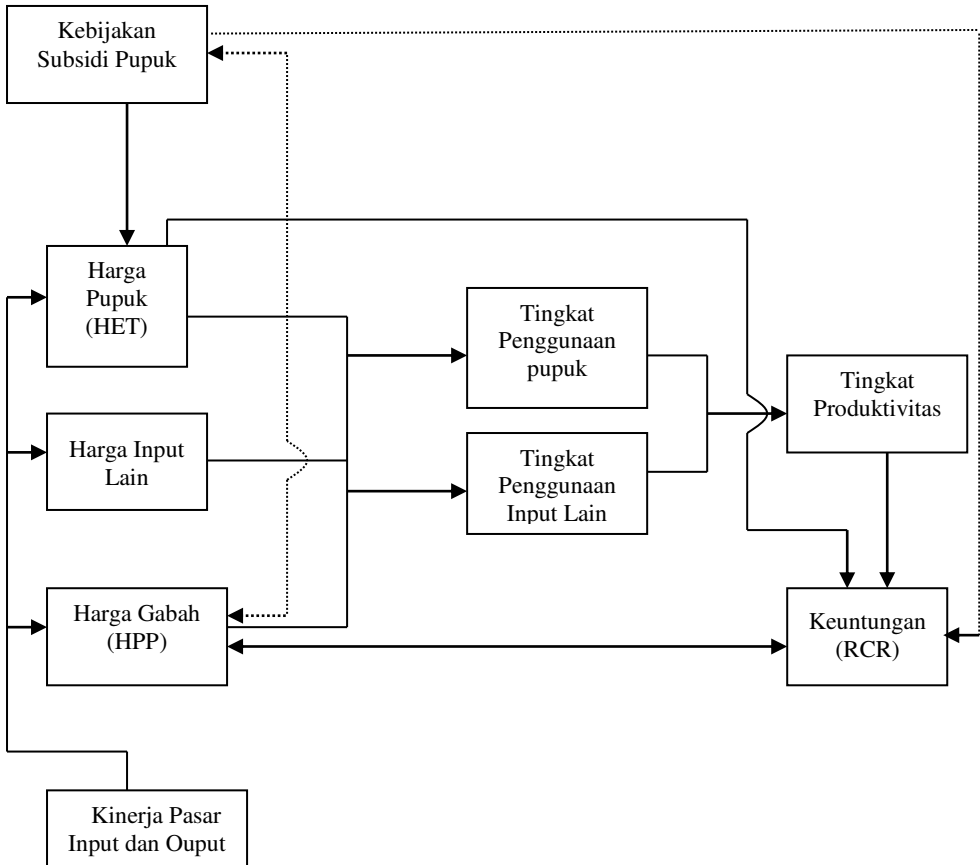 Kebijakan
Subsidi Pupuk
Harga
Pupuk
(HET)
Tingkat
Penggunaan
pupuk
Tingkat
Produktivitas
Harga Input
Lain
Tingkat
Penggunaan
Input Lain
Harga Gabah
(HPP)
Keuntungan
(RCR)
Kinerja Pasar
Input dan Ouput